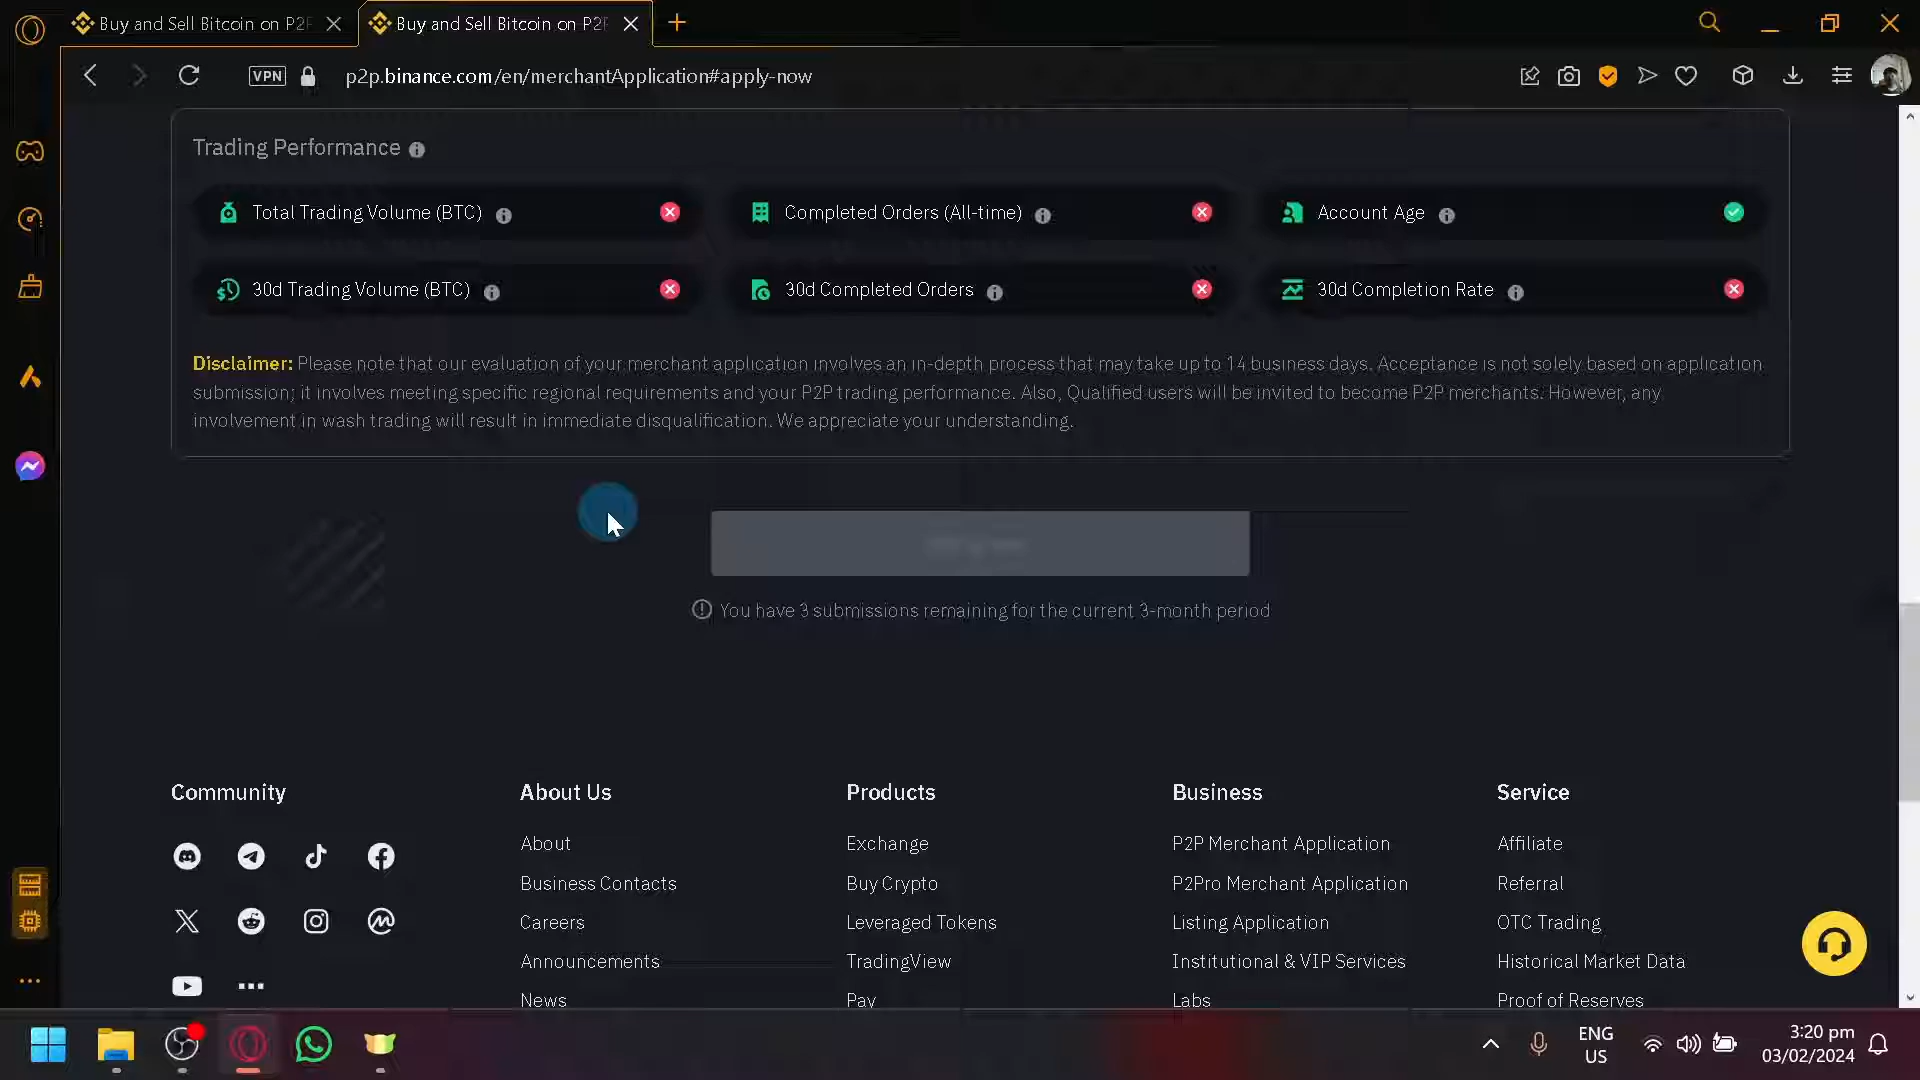 Buy and Sell Bitcoin on P2P
Buy and Sell Bitcoin on P2P
VPN
p2p.binance.com/en/merchantApplication#apply-now
Trading Performance
Total Trading Volume (BTC)
Completed Orders (All-time)
Account Age
30d Trading Volume (BTC)
30d Completed Orders
30d Completion Rate
Disclaimer: Please note that our evaluation of your merchant application involves an in-depth process that may take up to 14 business days. Acceptance is not solely based on application
submission; it involves meeting specific regional requirements and your P2P trading performance. Also, Qualified users will be invited to become P2P merchants. However, any
involvement in wash trading will result in immediate disqualification. We appreciate your understanding.
You have 3 submissions remaining for the current 3-month period
Community
About Us
Products
Business
Service
About
Exchange
P2P Merchant Application
Affiliate
Business Contacts
Buy Crypto
P2Pro Merchant Application
Referral
Careers
Leveraged Tokens
Listing Application
OTC Trading
Announcements
TradingView
Institutional & VIP Services
Historical Market Data
News
Pay
Labs
Proof of Reserves
ENG
US
3:20 pm
03/02/2024